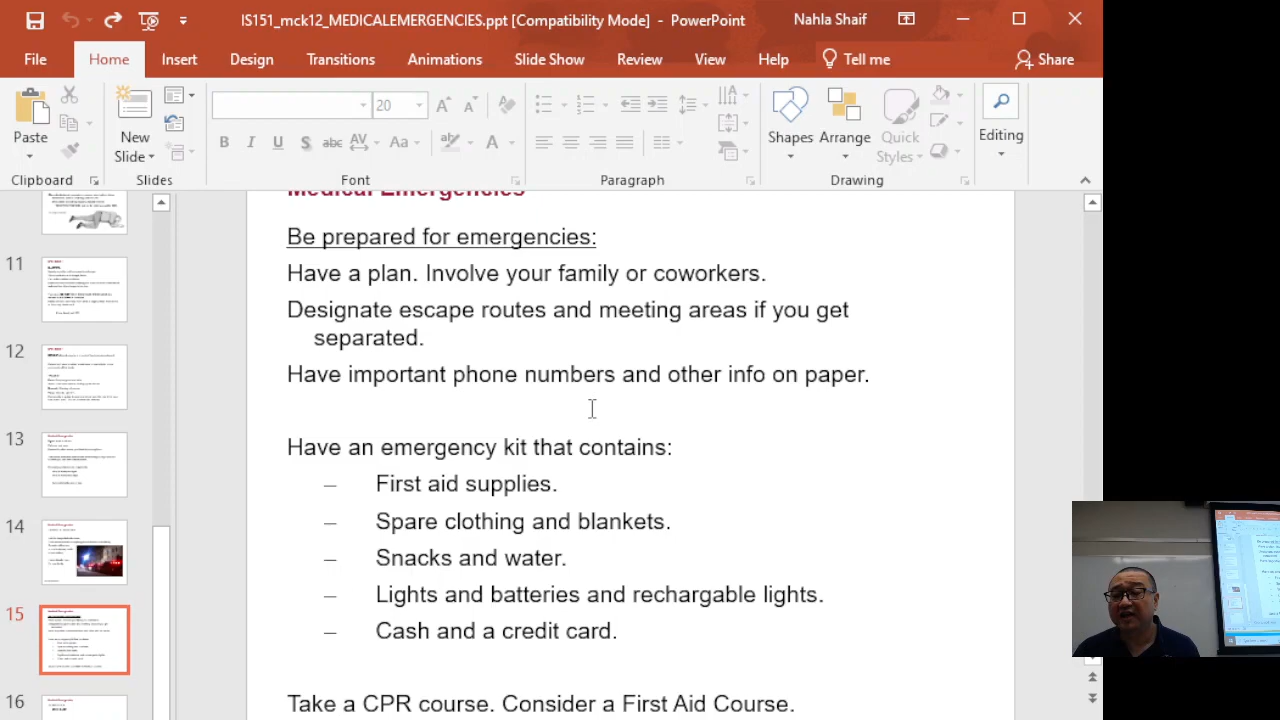 IS151_mck12_MEDICALEMERGENCIES.ppt [Compatibility Mode] - PowerPoint
Nahla Shaif
File Home Insert Design Transitions Animations Slide Show Review View Help Tell me Share
20
Paste
New
Slide
B I U S abc AV Aa A
Shapes Arrange Quick
Styles
Editing
Clipboard Slides Font Paragraph Drawing
Medical Emergencies
Be prepared for emergencies:
Have a plan. Involve your family or coworkers.
Designate escape routes and meeting areas if you get
separated.
Have important phone numbers and other info on paper.
Have an emergency kit that contains:
– First aid supplies.
– Spare clothing and blankets.
– Snacks and water.
– Lights and batteries and rechargable lights.
– Cash and a credit card.
Take a CPR course. Consider a First Aid Course.
11
12
13
14
15
16